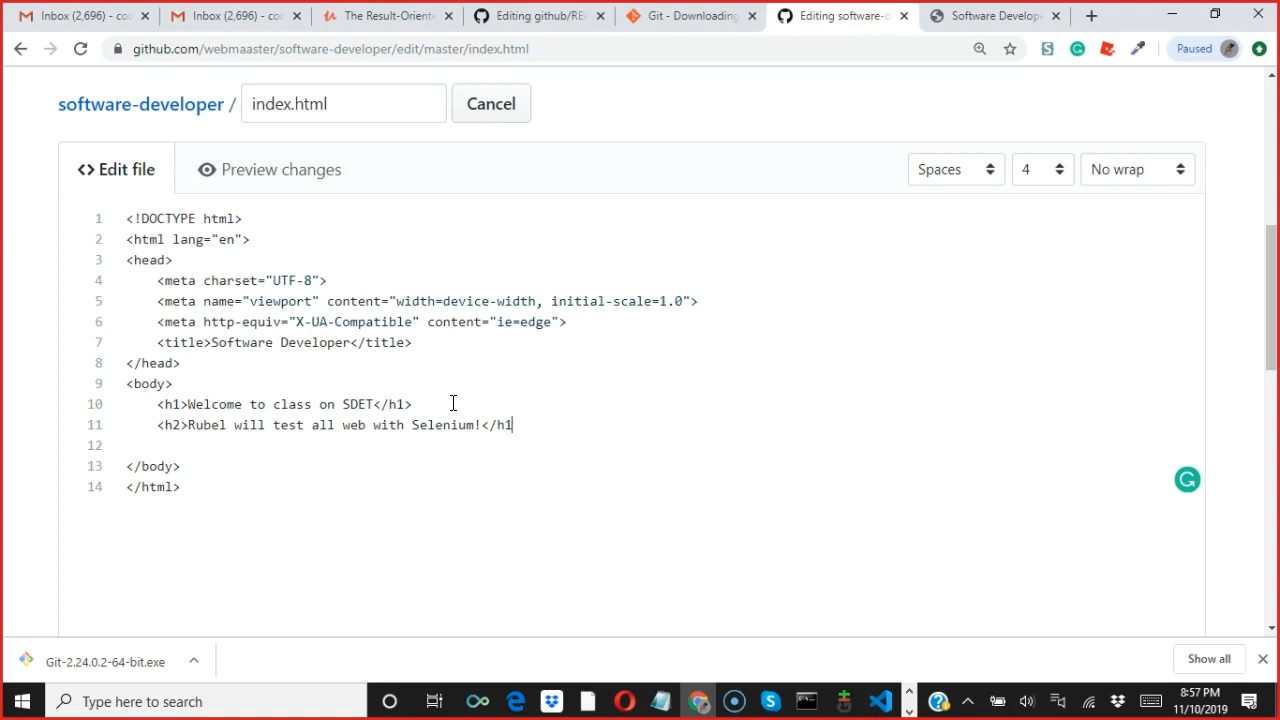 Inbox (2,696) - co
Inbox (2,696) - co
The Result-Oriente
Editing github/RE
Git - Downloading
Editing software-d
Software Develope
github.com/webmaaster/software-developer/edit/master/index.html
Paused
software-developer / index.html Cancel
<> Edit file
Preview changes
Spaces
4
No wrap
1 <!DOCTYPE html>
2 <html lang="en">
3 <head>
4 <meta charset="UTF-8">
5 <meta name="viewport" content="width=device-width, initial-scale=1.0">
6 <meta http-equiv="X-UA-Compatible" content="ie=edge">
7 <title>Software Developer</title>
8 </head>
9 <body>
10 <h1>Welcome to class on SDET</h1>
11 <h2>Rubel will test all web with Selenium!</h1
12
13 </body>
14 </html>
Git-2.24.0.2-64-bit.exe
Show all
Type here to search
8:57 PM
11/10/2019